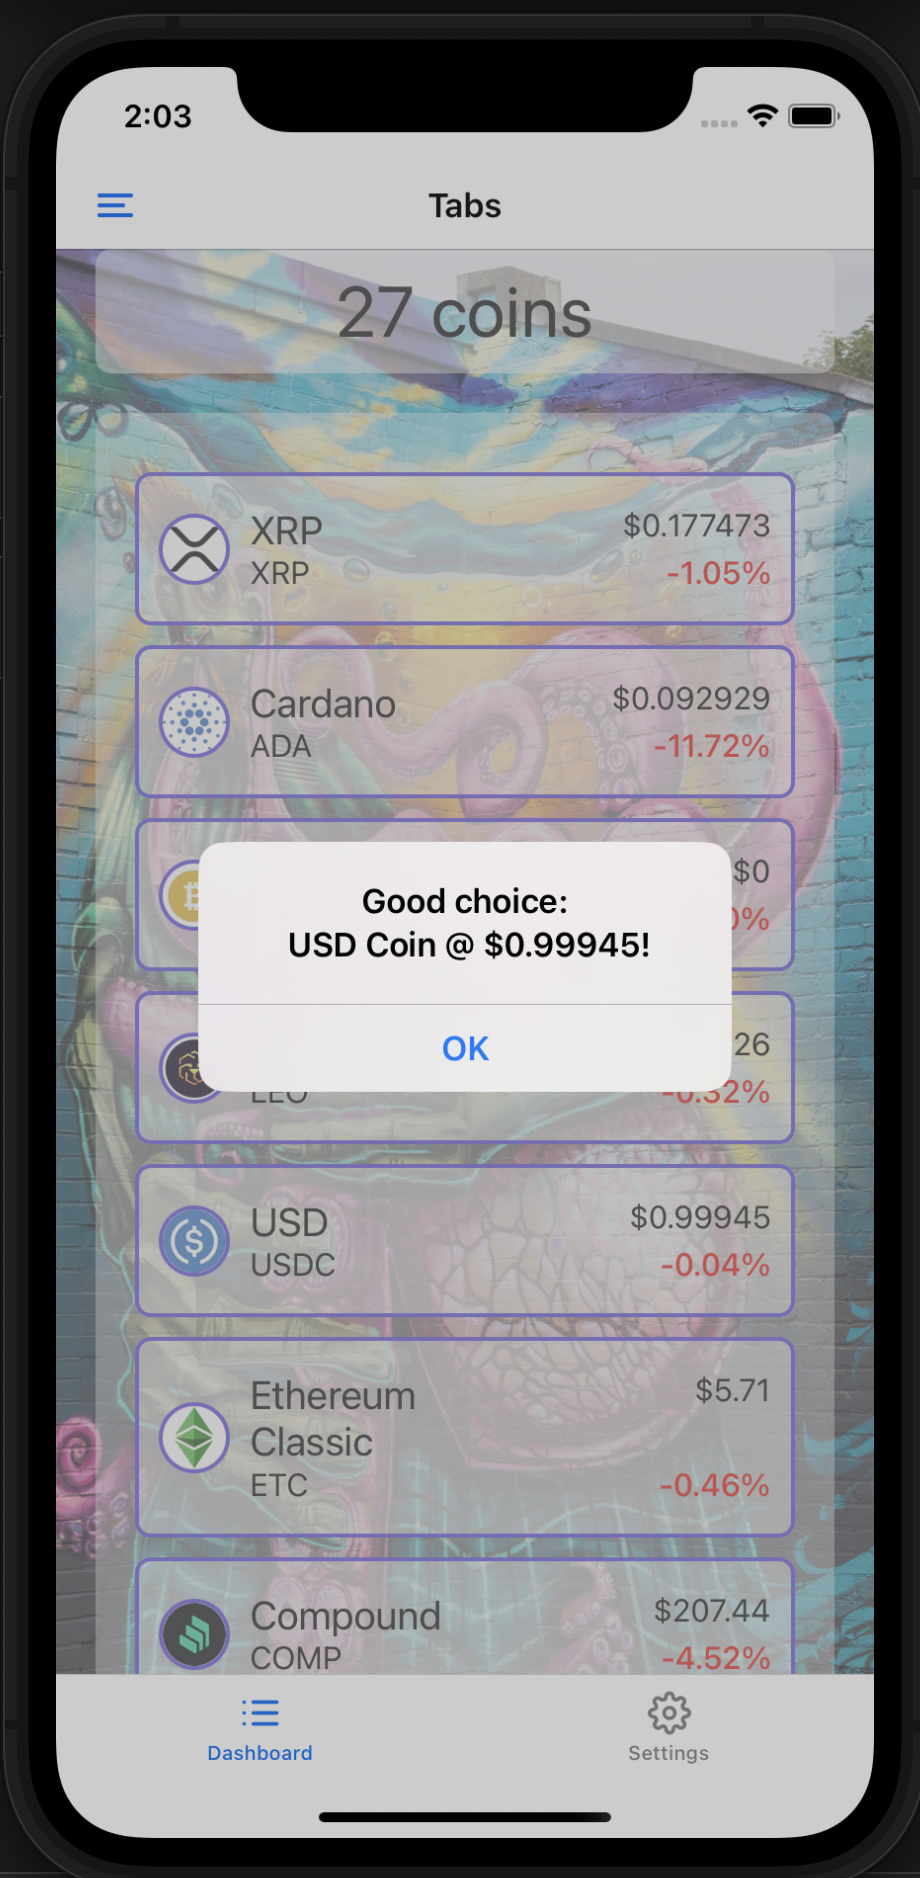 2:03
Tabs
27 coins
XRP
$0.177473
XRP
-1.05%
Cardano
$0.092929
ADA
-11.72%
$0
0%
Good choice:
USD Coin @ $0.99945!
OK
26
LEO
-0.32%
USD
$0.99945
USDC
-0.04%
Ethereum
Classic
$5.71
ETC
-0.46%
Compound
$207.44
COMP
-4.52%
Dashboard
Settings